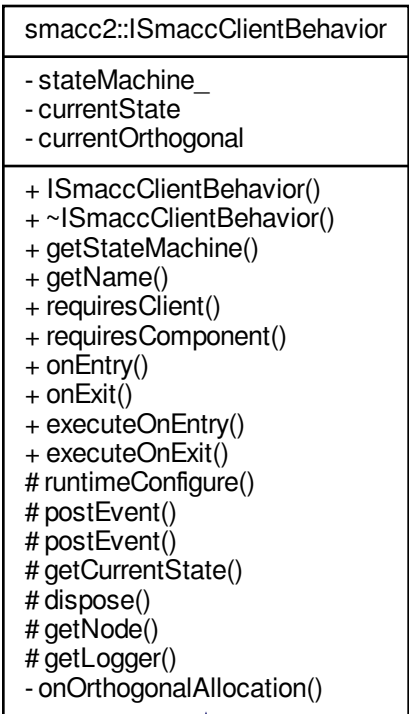 smacc2::ISmaccClientBehavior
- stateMachine_
- currentState
- currentOrthogonal
+ ISmaccClientBehavior()
+ ~ISmaccClientBehavior()
+ getStateMachine()
+ getName()
+ requiresClient()
+ requiresComponent()
+ onEntry()
+ onExit()
+ executeOnEntry()
+ executeOnExit()
# runtimeConfigure()
# postEvent()
# postEvent()
# getCurrentState()
# dispose()
# getNode()
# getLogger()
- onOrthogonalAllocation()